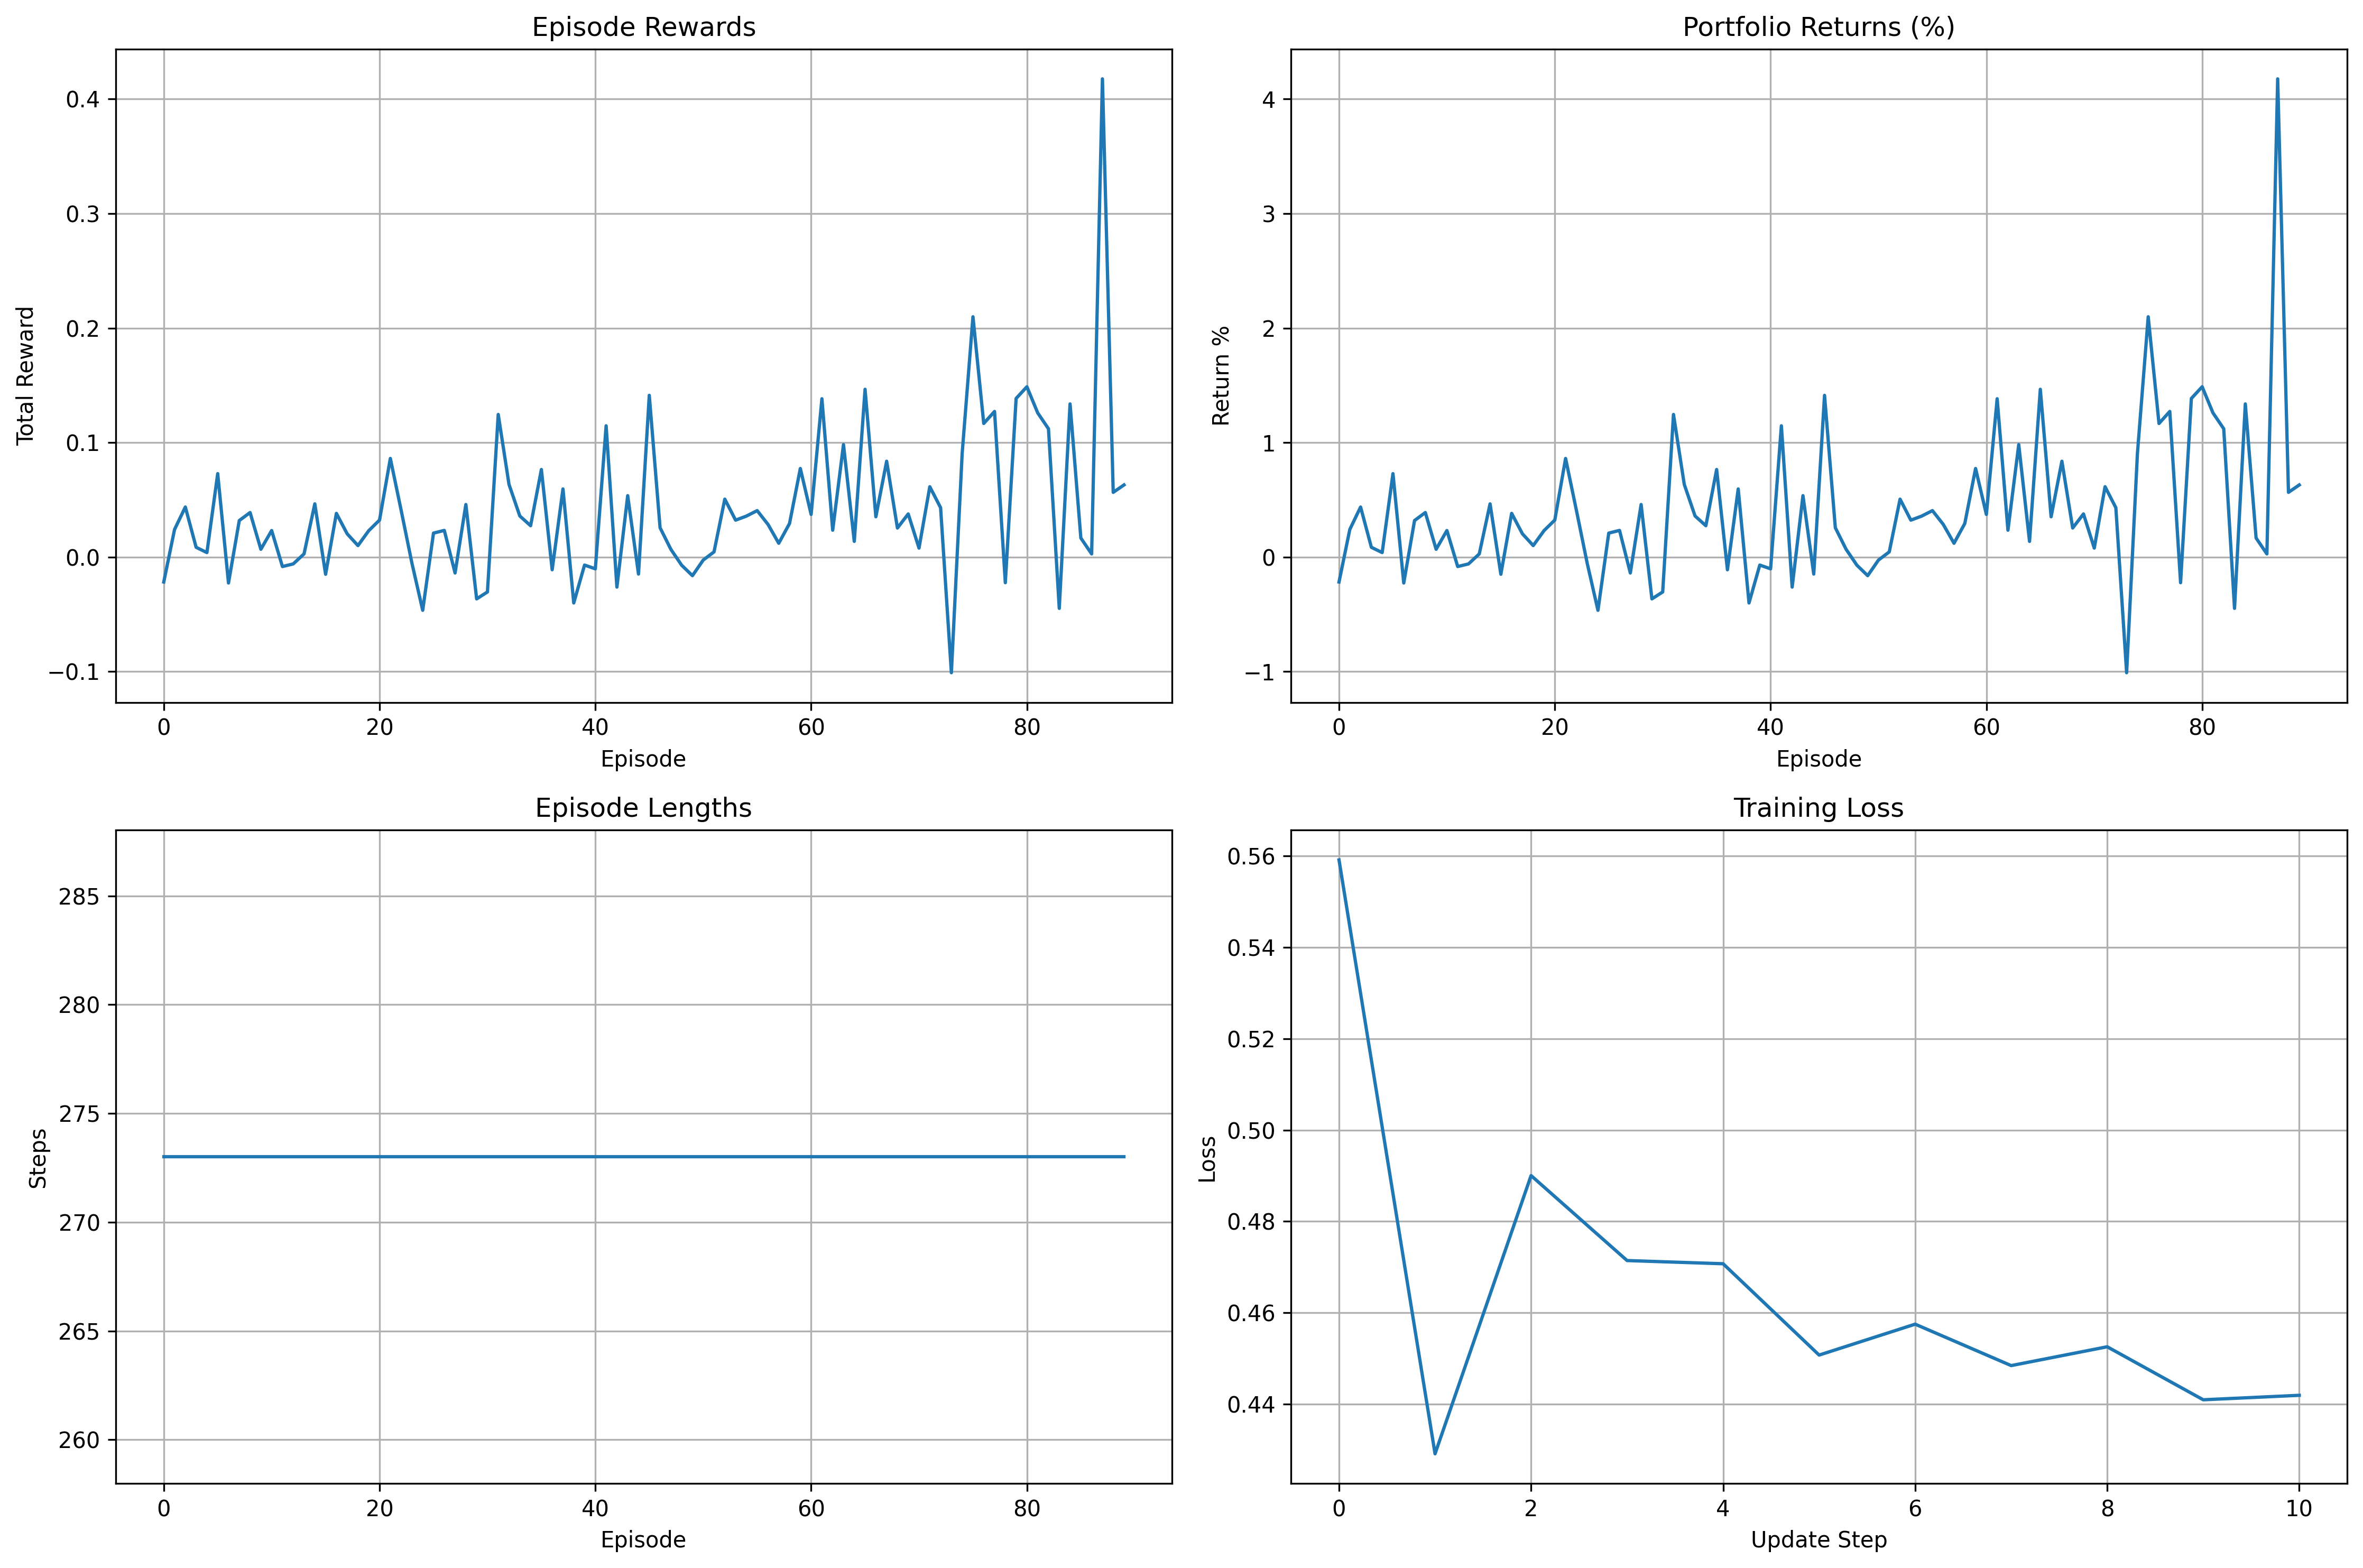 Episode Rewards
Total Reward
0.4
0.3
0.2
0.1
0.0
−0.1
0 20 40 60 80
Episode
Portfolio Returns (%)
Return %
4
3
2
1
0
−1
0 20 40 60 80
Episode
Episode Lengths
Steps
285
280
275
270
265
260
0 20 40 60 80
Episode
Training Loss
Loss
0.56
0.54
0.52
0.50
0.48
0.46
0.44
0 2 4 6 8 10
Update Step